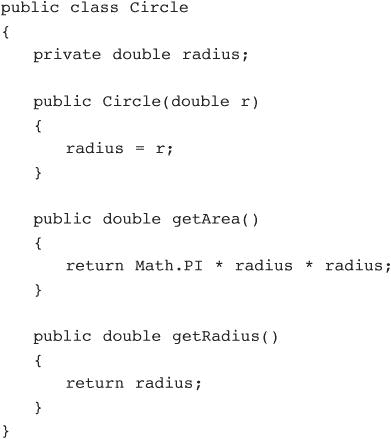 public class Circle
{
    private double radius;

    public Circle(double r)
    {
        radius = r;
    }

    public double getArea()
    {
        return Math.PI * radius * radius;
    }

    public double getRadius()
    {
        return radius;
    }
}